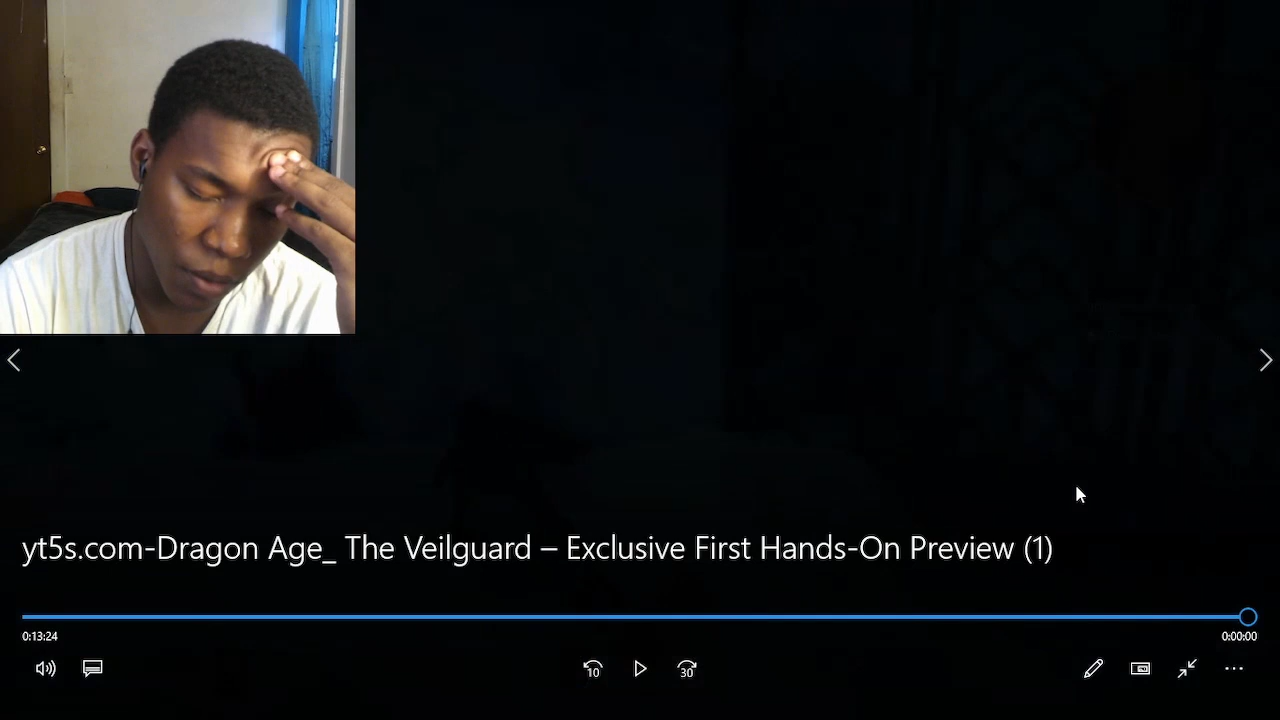 yt5s.com-Dragon Age_ The Veilguard – Exclusive First Hands-On Preview (1)
0:13:24
0:00:00
10
30